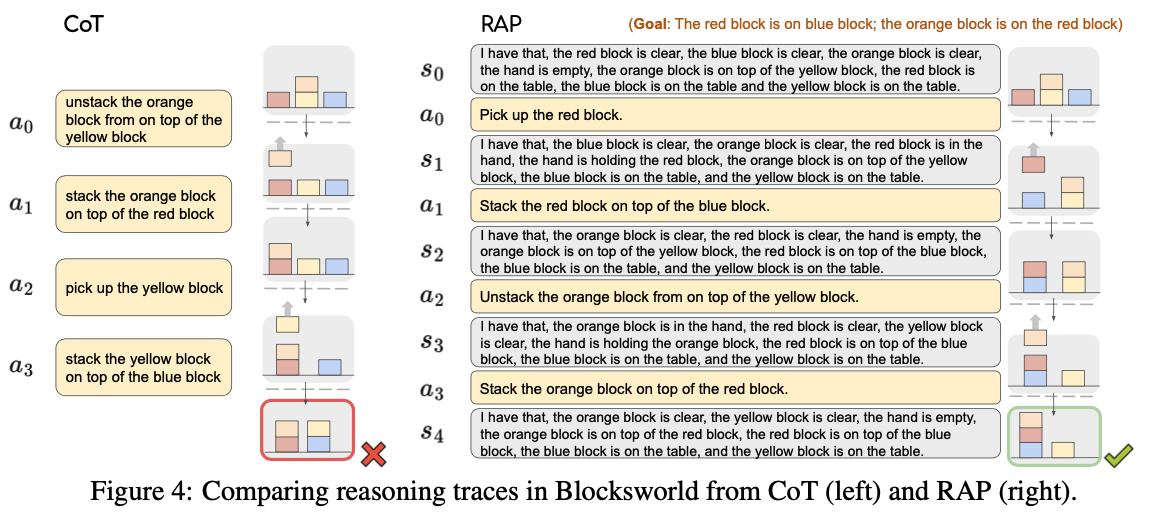 CoT
a0
unstack the orange
block from on top of the
yellow block
a1
stack the orange block
on top of the red block
a2
pick up the yellow block
a3
stack the yellow block
on top of the blue block
RAP
(Goal: The red block is on blue block; the orange block is on the red block)
s0
I have that, the red block is clear, the blue block is clear, the orange block is clear,
the hand is empty, the orange block is on top of the yellow block, the red block is
on the table, the blue block is on the table and the yellow block is on the table.
a0
Pick up the red block.
s1
I have that, the blue block is clear, the orange block is clear, the red block is in the
hand, the hand is holding the red block, the orange block is on top of the yellow
block, the blue block is on the table, and the yellow block is on the table.
a1
Stack the red block on top of the blue block.
s2
I have that, the orange block is clear, the red block is clear, the hand is empty, the
orange block is on top of the yellow block, the red block is on top of the blue block,
the blue block is on the table, and the yellow block is on the table.
a2
Unstack the orange block from on top of the yellow block.
s3
I have that, the orange block is in the hand, the red block is clear, the yellow block
is clear, the hand is holding the orange block, the red block is on top of the blue
block, the blue block is on the table, and the yellow block is on the table.
a3
Stack the orange block on top of the red block.
s4
I have that, the orange block is clear, the yellow block is clear, the hand is empty,
the orange block is on top of the red block, the red block is on top of the blue
block, the blue block is on the table, and the yellow block is on the table.
Figure 4: Comparing reasoning traces in Blocksworld from CoT (left) and RAP (right).